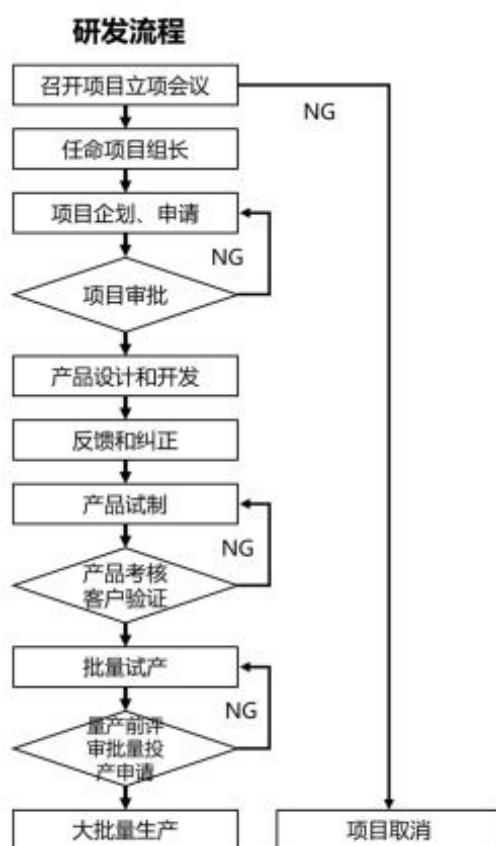 研发流程
召开项目立项会议
NG
任命项目组长
项目企划、申请
NG
项目审批
产品设计和开发
反馈和纠正
产品试制
NG
产品考核
客户验证
批量试产
NG
量产前评
审批量投
产申请
大批量生产
项目取消